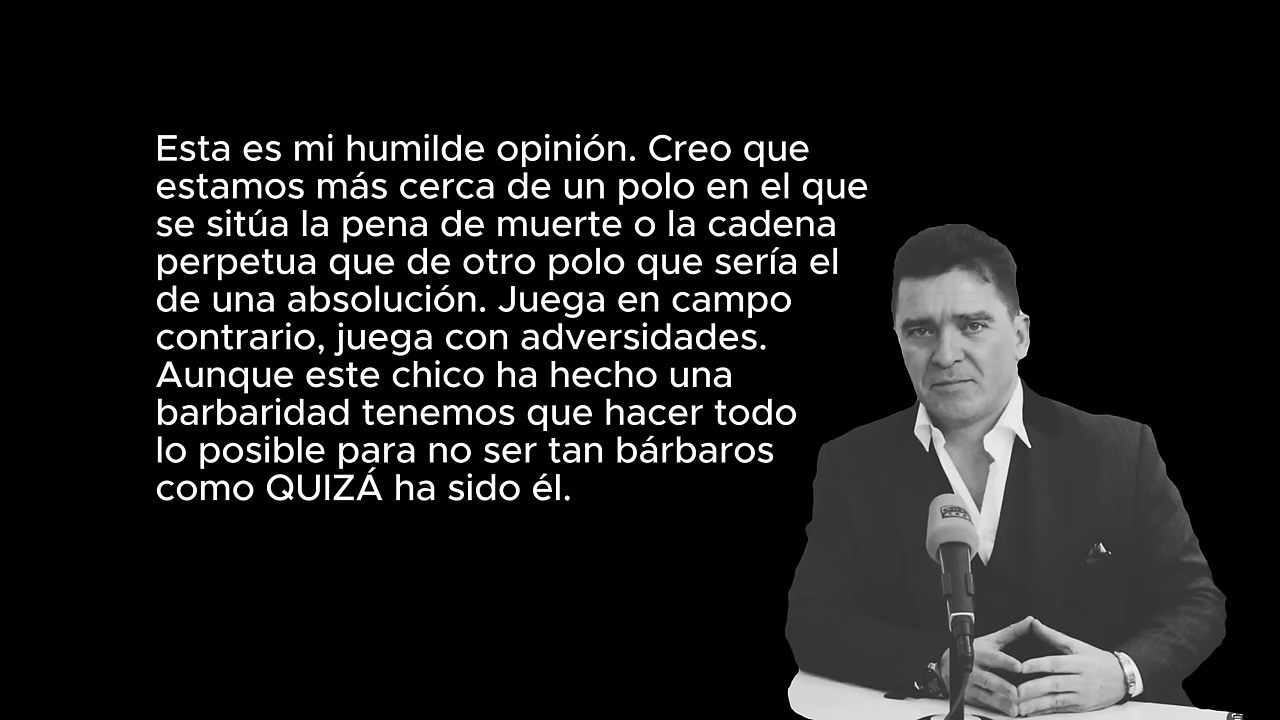 Esta es mi humilde opinión. Creo que
estamos más cerca de un polo en el que
se sitúa la pena de muerte o la cadena
perpetua que de otro polo que sería el
de una absolución. Juega en campo
contrario, juega con adversidades.
Aunque este chico ha hecho una
barbaridad tenemos que hacer todo
lo posible para no ser tan bárbaros
como QUIZÁ ha sido él.